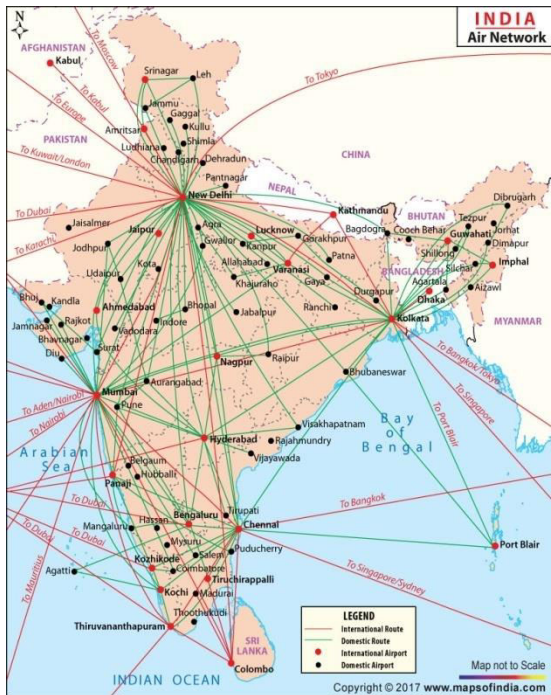 N
INDIA
Air Network
AFGHANISTAN
Kabul
To Moscow
To Kabul
To Europe
To Kuwait/London
To Dubai
To Karachi
To Tokyo
PAKISTAN
CHINA
NEPAL
BHUTAN
BANGLADESH
MYANMAR
Srinagar
Leh
Jammu
Gaggal
Kullu
Amritsar
Ludhiana
Shimla
Chandigarh
Dehradun
Pantnagar
New Delhi
Kathmandu
Bagdogra
Cooch Behar
Dibrugarh
Tezpur
Jorhat
Guwahati
Dimapur
Shillong
Silchar
Imphal
Agartala
Aizawl
Dhaka
Jaisalmer
Jaipur
Agra
Lucknow
Jodhpur
Gwalior
Kanpur
Gorakhpur
Allahabad
Varanasi
Patna
Udaipur
Kota
Khajuraho
Gaya
Durgapur
Bhoj
Kandla
Ahmedabad
Bhopal
Jabalpur
Ranchi
Kolkata
Jamnagar
Rajkot
Vadodara
Indore
Bhavnagar
Surat
Diu
Nagpur
Raipur
Bhubaneswar
To Bangkok/Tokyo
To Singapore
To Port Blair
Mumbai
Aurangabad
Pune
To Aden/Nairobi
To Nairobi
Arabian
Sea
Bay
of
Bengal
Hyderabad
Virakhapatnam
Rajahmundry
Vijayawada
Belgaum
Hubballi
Panaji
To Dubai
To Dubai
To Dubai
To Mauritius
Bengaluru
Tirupati
Chennai
To Bangkok
Port Blair
Mangaluru
Hassan
Mysuru
Salem
Puducherry
To Singapore/Sydney
Kozhikode
Coimbatore
Agatti
Tiruchirappalli
Kochi
Madurai
Thoothukudi
Thiruvananthapuram
SRI
LANKA
Colombo
INDIAN OCEAN
LEGEND
International Route
Domestic Route
International Airport
Domestic Airport
Map not to Scale
Copyright © 2017 www.mapsofindia.com